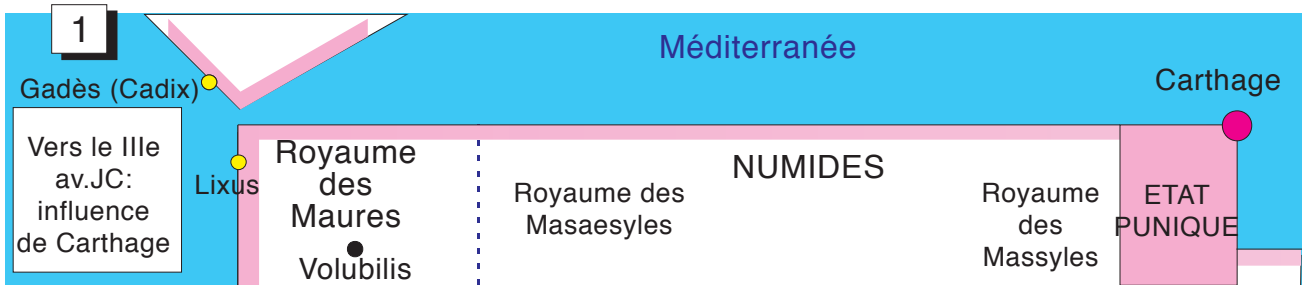 1
Méditerranée
Gadès (Cadix)
Carthage
Vers le IIIe
av.JC:
influence
de Carthage
Lixus
Royaume
des
Maures
Volubilis
NUMIDES
Royaume des
Masaesyles
Royaume
des
Massyles
ETAT
PUNIQUE